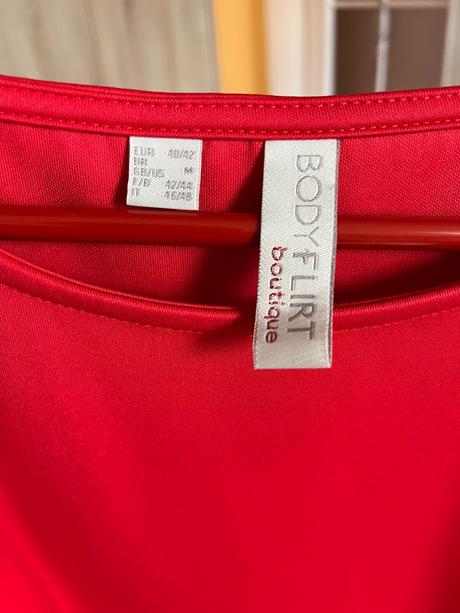 EUR 40/42
BR
GB/US M
F/B 42/44
IT 46/48
BODYFLIRT
boutique